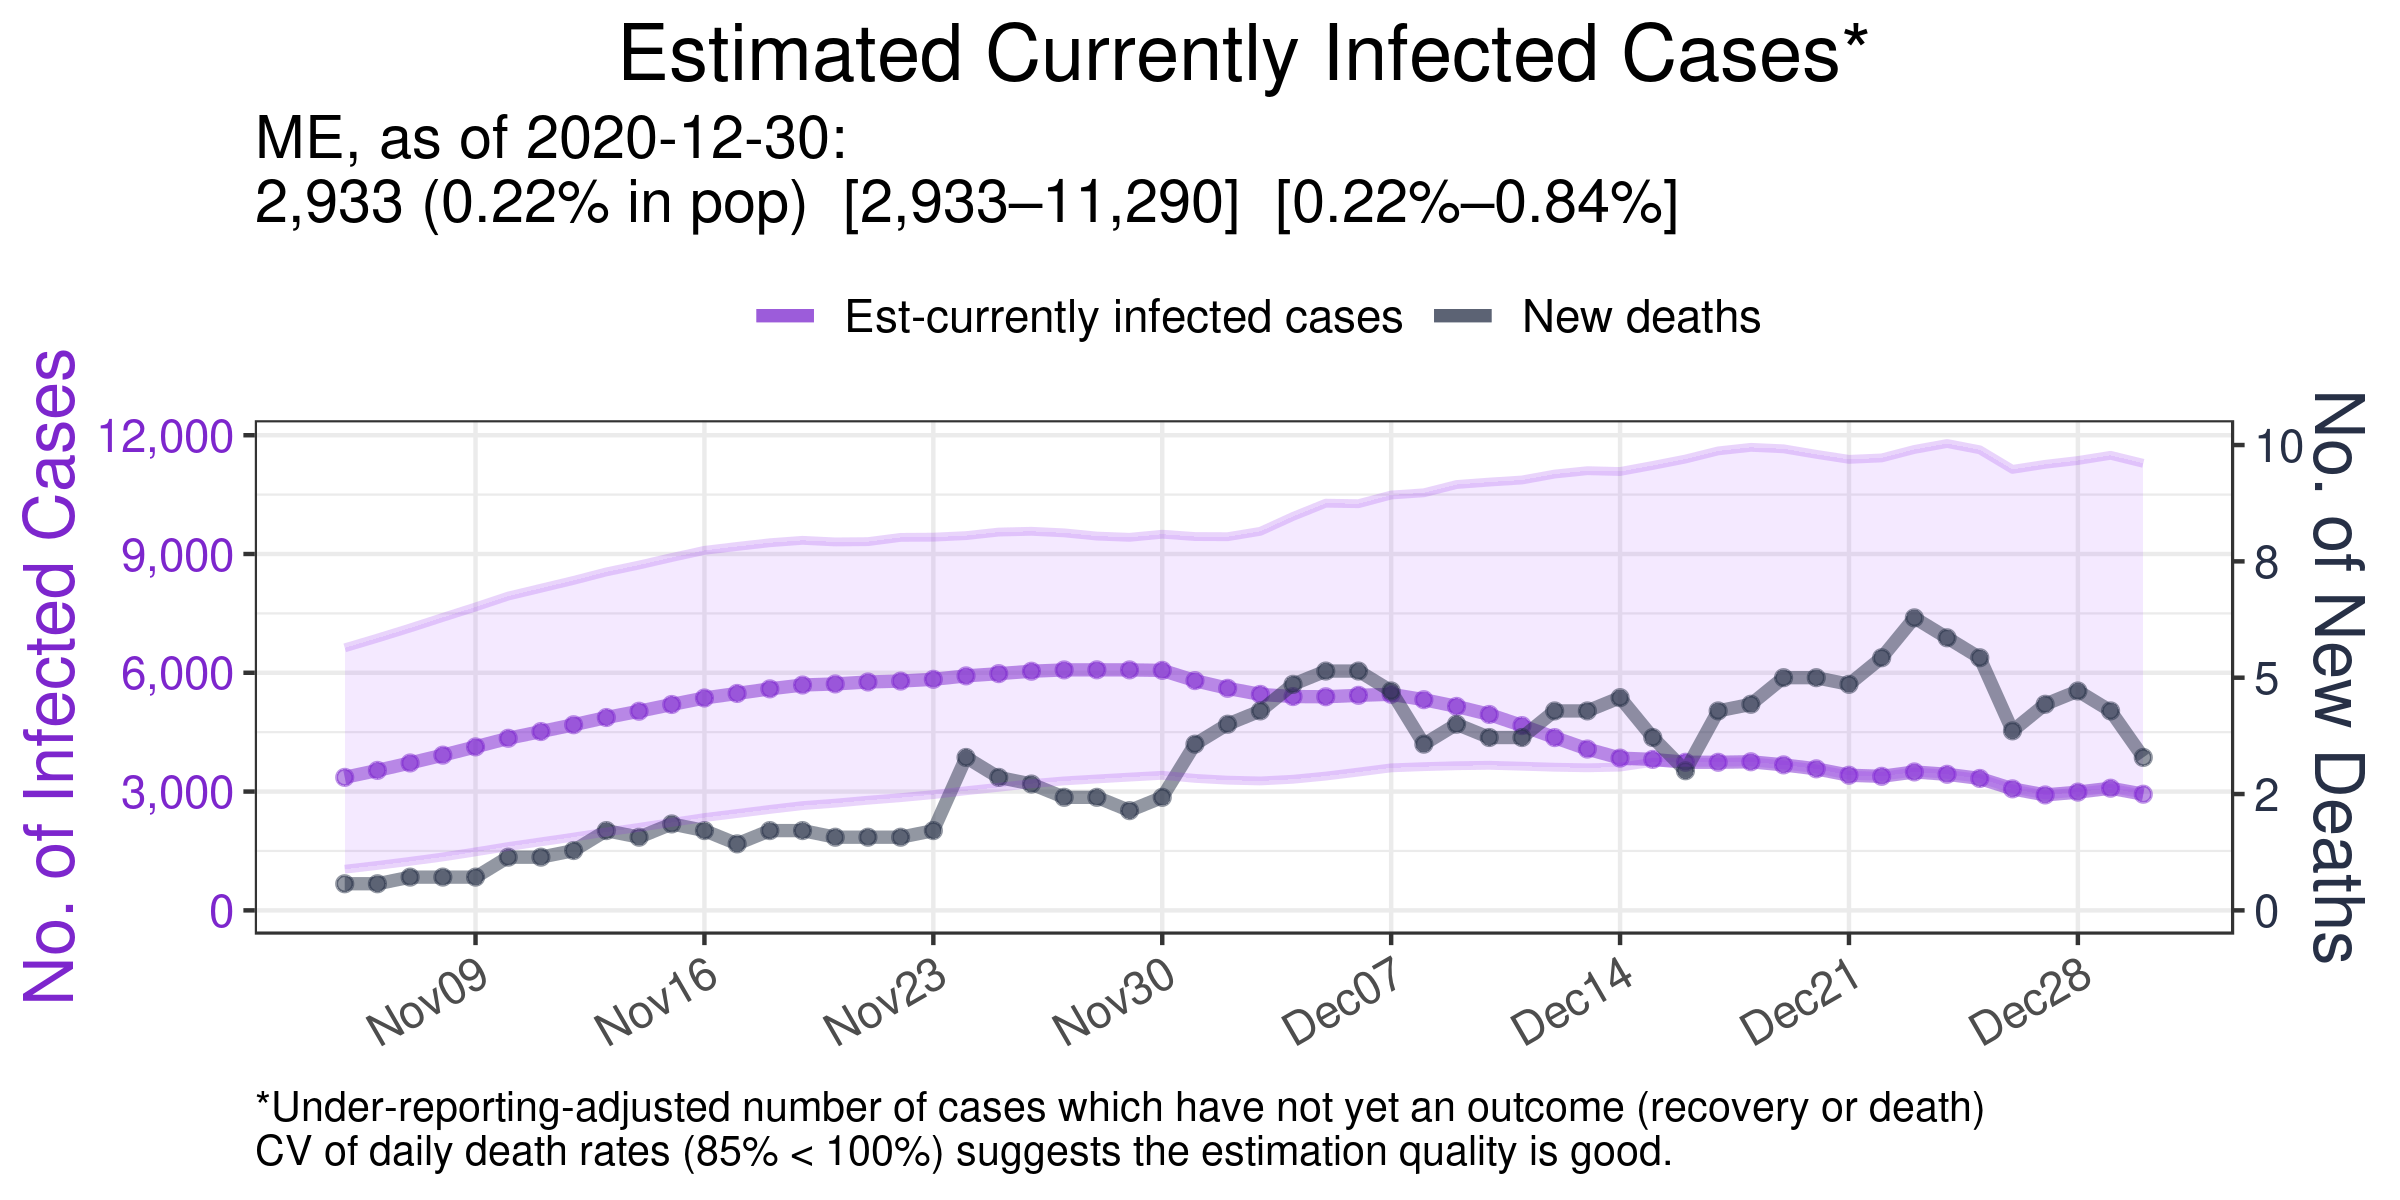 Estimated Currently Infected Cases*
ME, as of 2020-12-30:
2,933 (0.22% in pop)  [2,933–11,290]  [0.22%–0.84%]
Est-currently infected cases
New deaths
No. of Infected Cases
12,000
9,000
6,000
3,000
0
10
8
5
2
0
No. of New Deaths
Nov09
Nov16
Nov23
Nov30
Dec07
Dec14
Dec21
Dec28
*Under-reporting-adjusted number of cases which have not yet an outcome (recovery or death)
CV of daily death rates (85% < 100%) suggests the estimation quality is good.